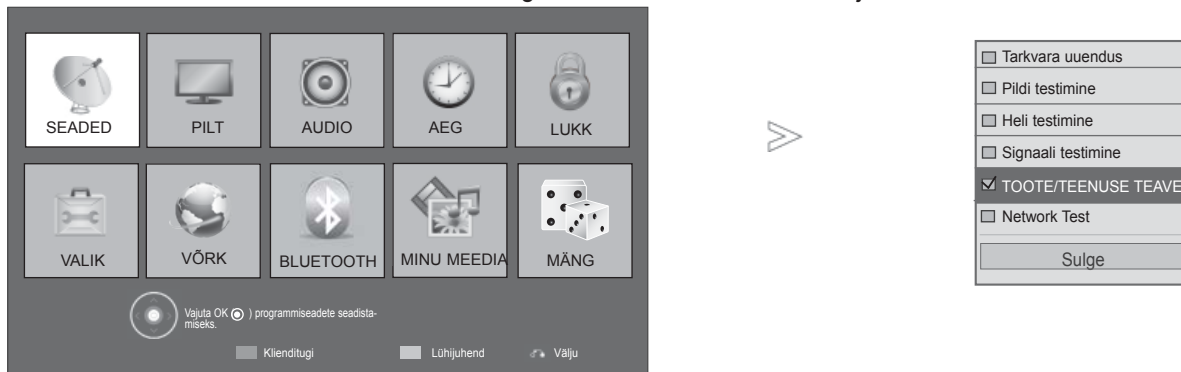 SEADED PILT AUDIO AEG LUKK
VALIK VÕRK BLUETOOTH MINU MEEDIA MÄNG
Vajuta OK ) programmiseadete seadista-
miseks.
Klienditugi Lühijuhend Välju
Tarkvara uuendus
Pildi testimine
Heli testimine
Signaali testimine
TOOTE/TEENUSE TEAVE
Network Test
Sulge